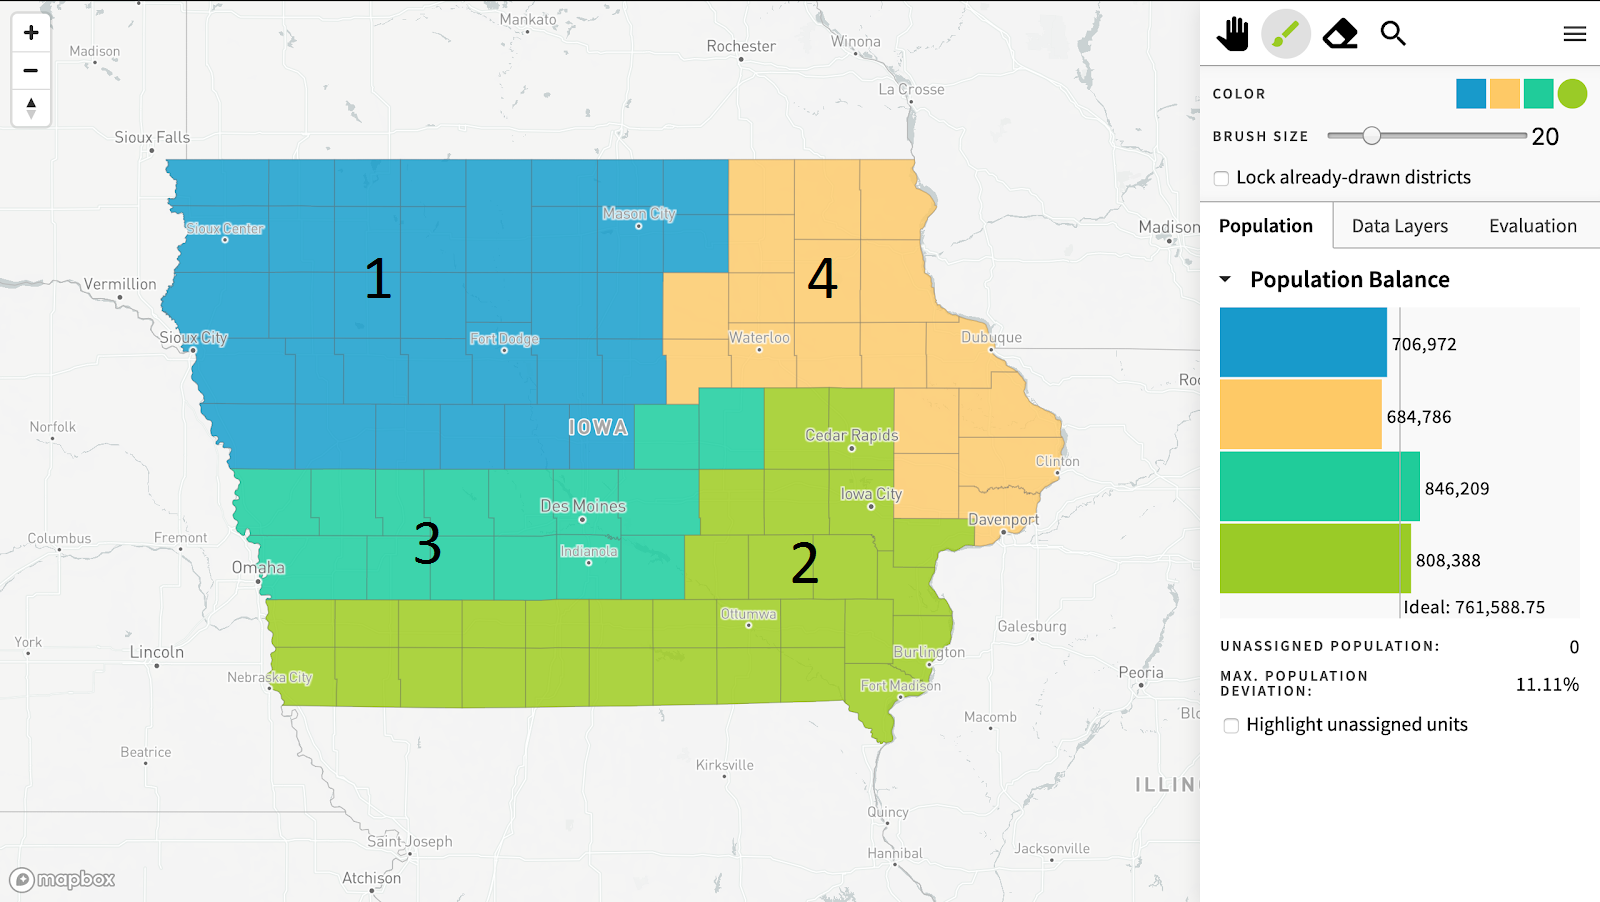 Mankato
Madison
Rochester
Winona
La Crosse
Sioux Falls
Mason City
Sioux Center
Madison
1
4
Vermillion
Sioux City
Fort Dodge
Waterloo
Dubuque
Roc
Norfolk
IOWA
Cedar Rapids
Clinton
Iowa City
Des Moines
Davenport
Columbus
Fremont
3
Indianola
2
Omaha
Ottumwa
Galesburg
York
Lincoln
Burlington
Nebraska City
Fort Madison
Peoria
Macomb
Blo
Beatrice
Kirksville
ILLIN
Quincy
Saint Joseph
Hannibal
Jacksonville
Atchison
mapbox
COLOR
BRUSH SIZE 20
Lock already-drawn districts
Population Data Layers Evaluation
Population Balance
706,972
684,786
846,209
808,388
Ideal: 761,588.75
UNASSIGNED POPULATION: 0
MAX. POPULATION
DEVIATION: 11.11%
Highlight unassigned units